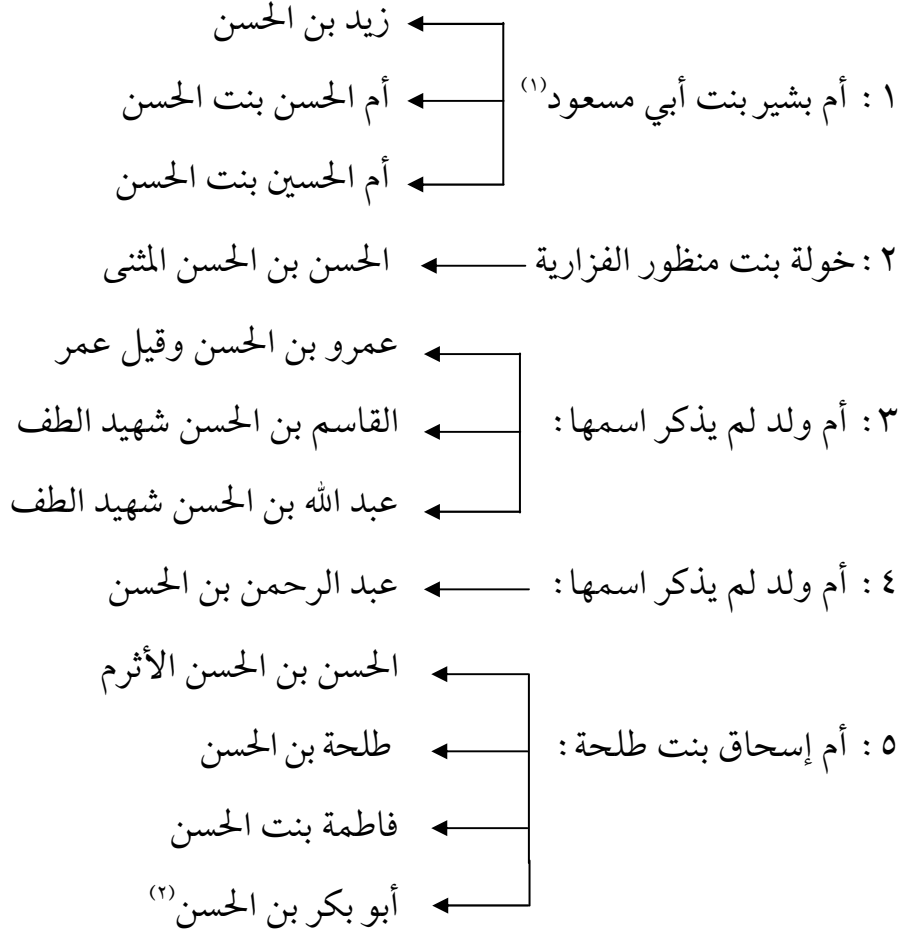 زيد بن الحسن
١ : أم بشير بنت أبي مسعود(١) أم الحسن بنت الحسن
أم الحسين بنت الحسن
٢ : خولة بنت منظور الفزارية الحسن بن الحسن المثنى
عمرو بن الحسن وقيل عمر
٣ : أم ولد لم يذكر اسمها : القاسم بن الحسن شهيد الطف
عبد الله بن الحسن شهيد الطف
٤ : أم ولد لم يذكر اسمها : عبد الرحمن بن الحسن
الحسن بن الحسن الأثرم
٥ : أم إسحاق بنت طلحة : طلحة بن الحسن
فاطمة بنت الحسن
أبو بكر بن الحسن(٢)